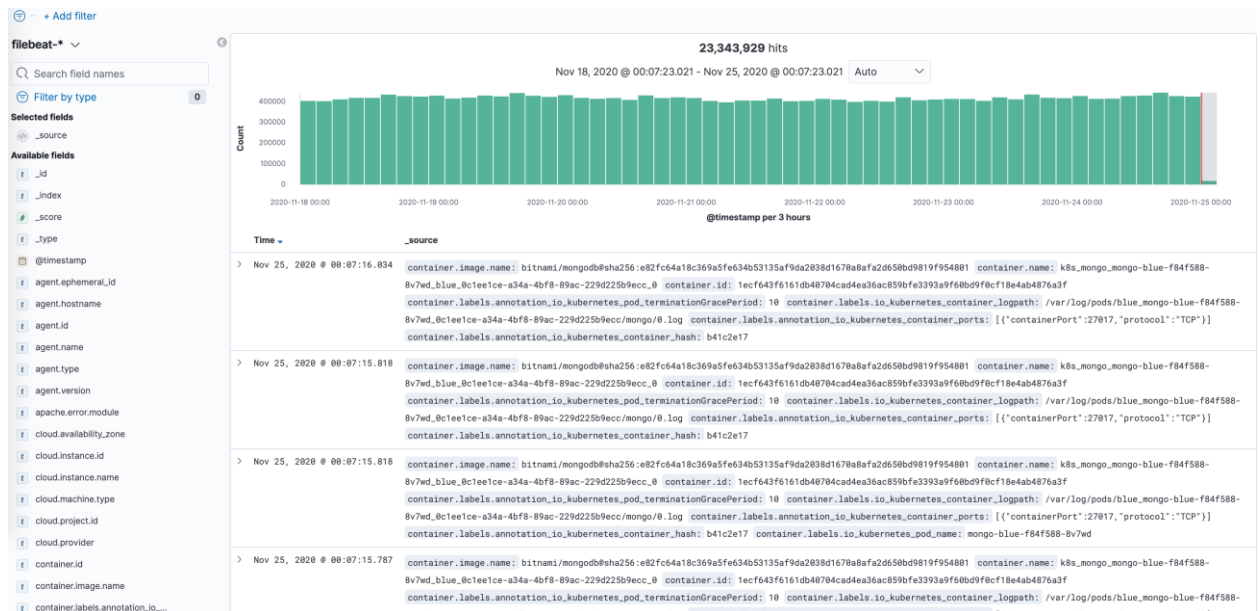 + Add filter
filebeat-*
Search field names
Filter by type 0
Selected fields
_source
Available fields
t _id
t _index
# _score
t _type
@timestamp
t agent.ephemeral_id
t agent.hostname
t agent.id
t agent.name
t agent.type
t agent.version
t apache.error.module
t cloud.availability_zone
t cloud.instance.id
t cloud.instance.name
t cloud.machine.type
t cloud.project.id
t cloud.provider
t container.id
t container.image.name
t container.labels.annotation_io_...
23,343,929 hits
Nov 18, 2020 @ 00:07:23.021 - Nov 25, 2020 @ 00:07:23.021 Auto
Count
400000
300000
200000
100000
0
2020-11-18 00:00 2020-11-19 00:00 2020-11-20 00:00 2020-11-21 00:00 2020-11-22 00:00 2020-11-23 00:00 2020-11-24 00:00 2020-11-25 00:00
@timestamp per 3 hours
Time _source
> Nov 25, 2020 @ 00:07:16.034 container.image.name: bitnami/mongodb@sha256:e82fc64a18c369a5fe634b53135af9da2038d1670a8afa2d650bd9819f954801 container.name: k8s_mongo_mongo-blue-f84f588-
8v7wd_blue_0c1ee1ce-a34a-4bf8-89ac-229d225b9ecc_0 container.id: 1ecf643f6161db40704cad4ea36ac859bfe3393a9f60bd9f0cf18e4ab4876a3f
container.labels.annotation_io_kubernetes_pod_terminationGracePeriod: 10 container.labels.io_kubernetes_container_logpath: /var/log/pods/blue_mongo-blue-f84f588-
8v7wd_0c1ee1ce-a34a-4bf8-89ac-229d225b9ecc/mongo/0.log container.labels.annotation_io_kubernetes_container_ports: [{"containerPort":27017,"protocol":"TCP"}]
container.labels.annotation_io_kubernetes_container_hash: b41c2e17
> Nov 25, 2020 @ 00:07:15.818 container.image.name: bitnami/mongodb@sha256:e82fc64a18c369a5fe634b53135af9da2038d1670a8afa2d650bd9819f954801 container.name: k8s_mongo_mongo-blue-f84f588-
8v7wd_blue_0c1ee1ce-a34a-4bf8-89ac-229d225b9ecc_0 container.id: 1ecf643f6161db40704cad4ea36ac859bfe3393a9f60bd9f0cf18e4ab4876a3f
container.labels.annotation_io_kubernetes_pod_terminationGracePeriod: 10 container.labels.io_kubernetes_container_logpath: /var/log/pods/blue_mongo-blue-f84f588-
8v7wd_0c1ee1ce-a34a-4bf8-89ac-229d225b9ecc/mongo/0.log container.labels.annotation_io_kubernetes_container_ports: [{"containerPort":27017,"protocol":"TCP"}]
container.labels.annotation_io_kubernetes_container_hash: b41c2e17
> Nov 25, 2020 @ 00:07:15.818 container.image.name: bitnami/mongodb@sha256:e82fc64a18c369a5fe634b53135af9da2038d1670a8afa2d650bd9819f954801 container.name: k8s_mongo_mongo-blue-f84f588-
8v7wd_blue_0c1ee1ce-a34a-4bf8-89ac-229d225b9ecc_0 container.id: 1ecf643f6161db40704cad4ea36ac859bfe3393a9f60bd9f0cf18e4ab4876a3f
container.labels.annotation_io_kubernetes_pod_terminationGracePeriod: 10 container.labels.io_kubernetes_container_logpath: /var/log/pods/blue_mongo-blue-f84f588-
8v7wd_0c1ee1ce-a34a-4bf8-89ac-229d225b9ecc/mongo/0.log container.labels.annotation_io_kubernetes_container_ports: [{"containerPort":27017,"protocol":"TCP"}]
container.labels.annotation_io_kubernetes_container_hash: b41c2e17 container.labels.io_kubernetes_pod_name: mongo-blue-f84f588-8v7wd
> Nov 25, 2020 @ 00:07:15.787 container.image.name: bitnami/mongodb@sha256:e82fc64a18c369a5fe634b53135af9da2038d1670a8afa2d650bd9819f954801 container.name: k8s_mongo_mongo-blue-f84f588-
8v7wd_blue_0c1ee1ce-a34a-4bf8-89ac-229d225b9ecc_0 container.id: 1ecf643f6161db40704cad4ea36ac859bfe3393a9f60bd9f0cf18e4ab4876a3f
container.labels.annotation_io_kubernetes_pod_terminationGracePeriod: 10 container.labels.io_kubernetes_container_logpath: /var/log/pods/blue_mongo-blue-f84f588-